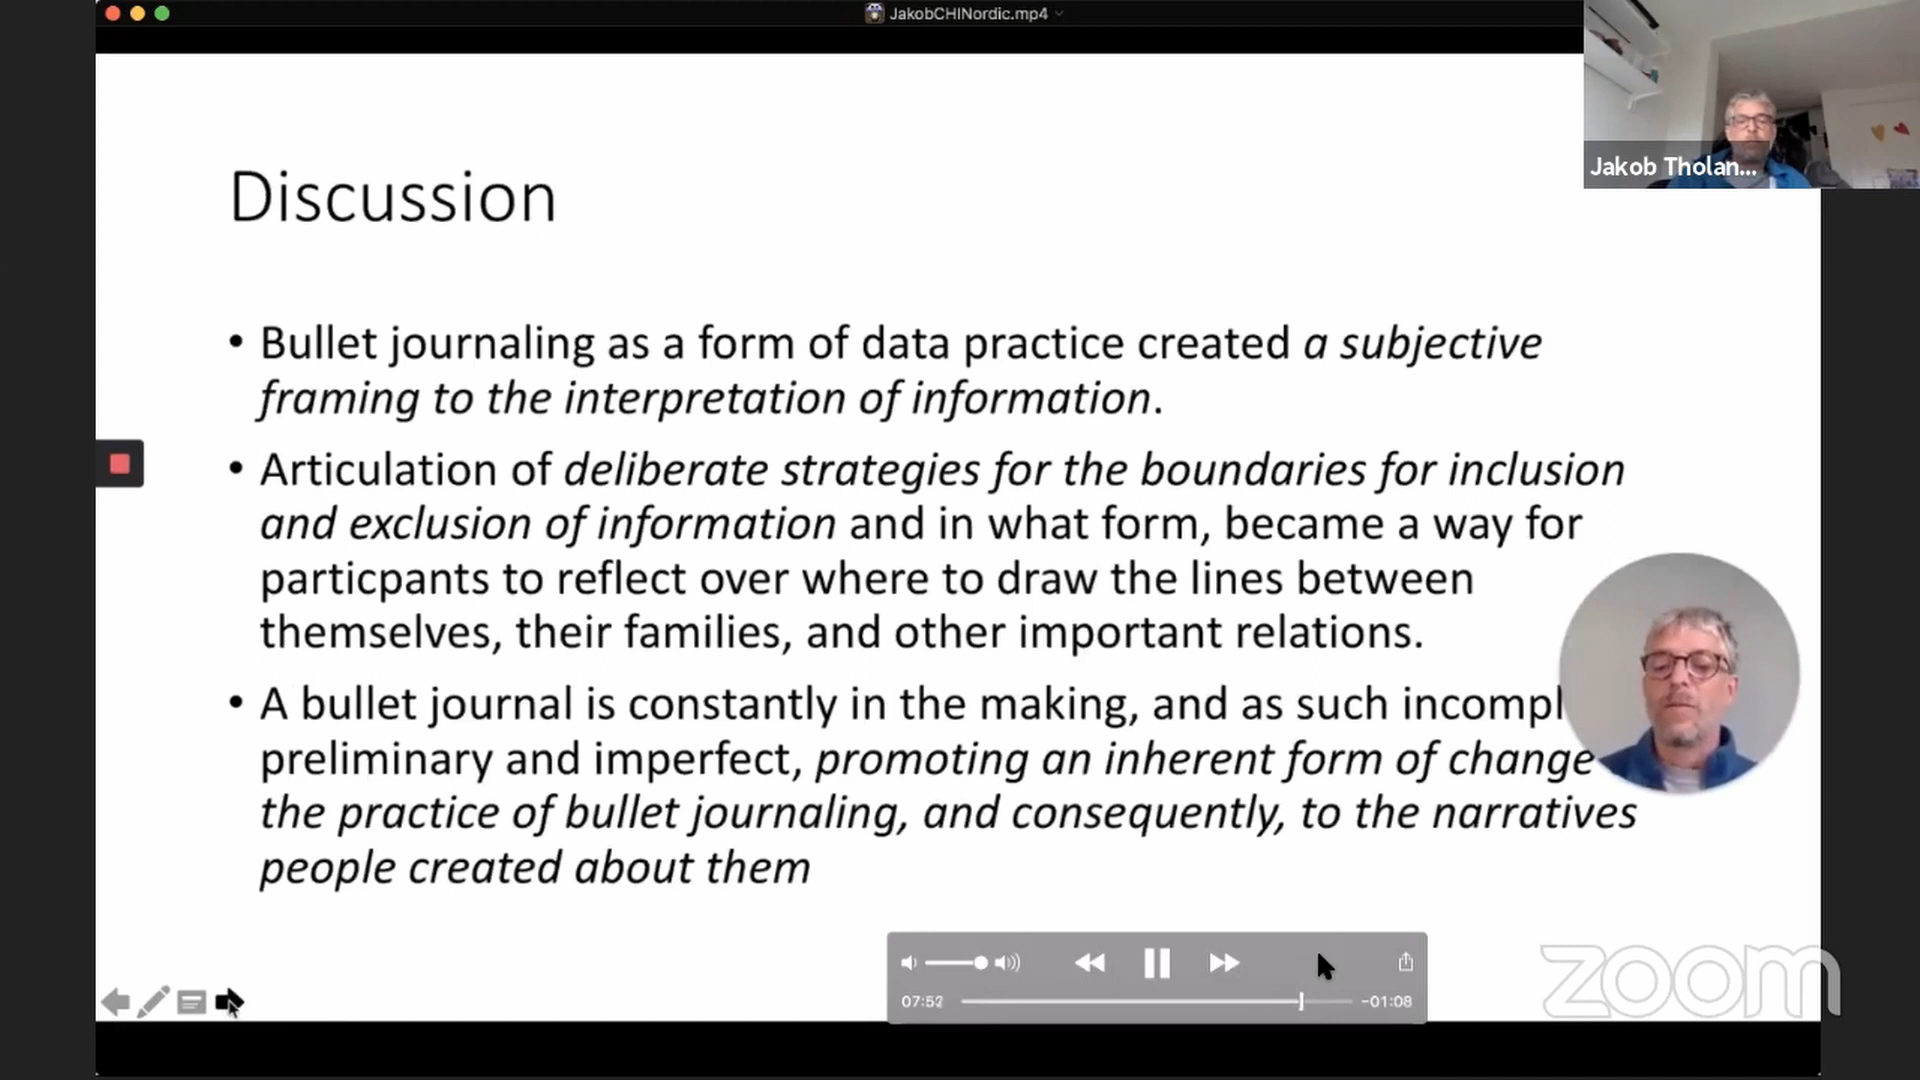 JakobCHINordic.mp4
Jakob Tholan...
Discussion
• Bullet journaling as a form of data practice created a subjective
framing to the interpretation of information.
• Articulation of deliberate strategies for the boundaries for inclusion
and exclusion of information and in what form, became a way for
particpants to reflect over where to draw the lines between
themselves, their families, and other important relations.
• A bullet journal is constantly in the making, and as such incompl
preliminary and imperfect, promoting an inherent form of change
the practice of bullet journaling, and consequently, to the narratives
people created about them
07:52
-01:08
zoom